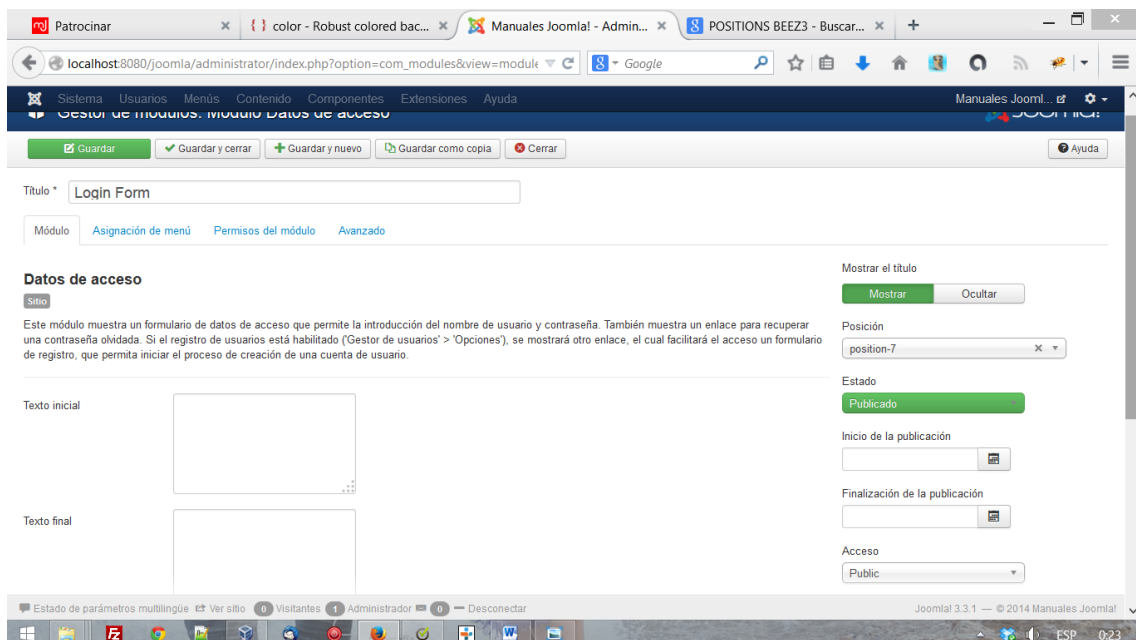 Patrocinar
{ } color - Robust colored bac...
Manuales Joomla! - Admin...
POSITIONS BEEZ3 - Buscar...
localhost:8080/joomla/administrator/index.php?option=com_modules&view=module
Google
Sistema Usuarios Menús Contenido Componentes Extensiones Ayuda
Manuales Jooml...
Gestor de módulos: Módulo Datos de acceso
Joomla!
Guardar
Guardar y cerrar
Guardar y nuevo
Guardar como copia
Cerrar
Ayuda
Título *
Login Form
Módulo
Asignación de menú
Permisos del módulo
Avanzado
Datos de acceso
Sitio
Este módulo muestra un formulario de datos de acceso que permite la introducción del nombre de usuario y contraseña. También muestra un enlace para recuperar
una contraseña olvidada. Si el registro de usuarios está habilitado ('Gestor de usuarios' > 'Opciones'), se mostrará otro enlace, el cual facilitará el acceso un formulario
de registro, que permita iniciar el proceso de creación de una cuenta de usuario.
Texto inicial
Texto final
Mostrar el título
Mostrar
Ocultar
Posición
position-7
Estado
Publicado
Inicio de la publicación
Finalización de la publicación
Acceso
Public
Estado de parámetros multilingüe Ver sitio 0 Visitantes 1 Administrador 0 Desconectar
Joomla! 3.3.1 — © 2014 Manuales Joomla!
ESP 0:23